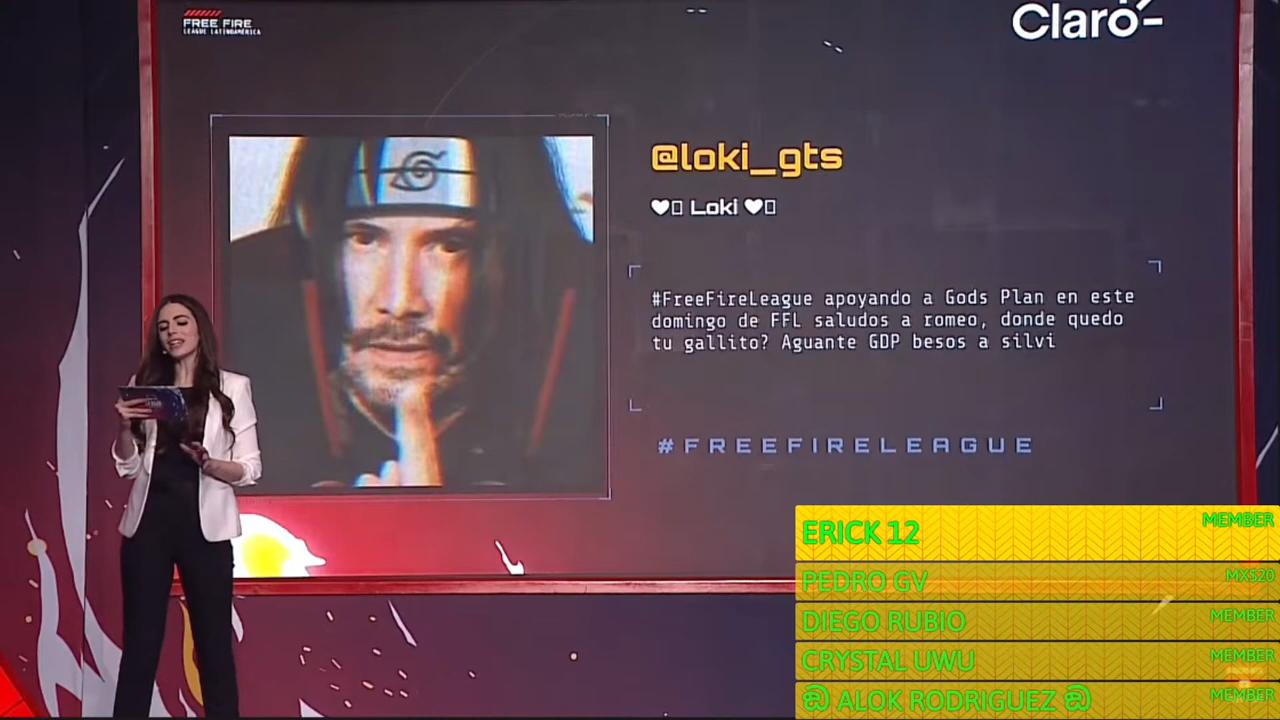 FREE FIRE
LEAGUE LATINOAMÉRICA
Claro
@loki_gts
Loki
#FreeFireLeague apoyando a Gods Plan en este
domingo de FFL saludos a romeo, donde quedo
tu gallito? Aguante GDP besos a silvi
#FREEFIRELEAGUE
ERICK 12 MEMBER
PEDRO GV MX$20
DIEGO RUBIO MEMBER
CRYSTAL UWU MEMBER
ALOK RODRIGUEZ MEMBER